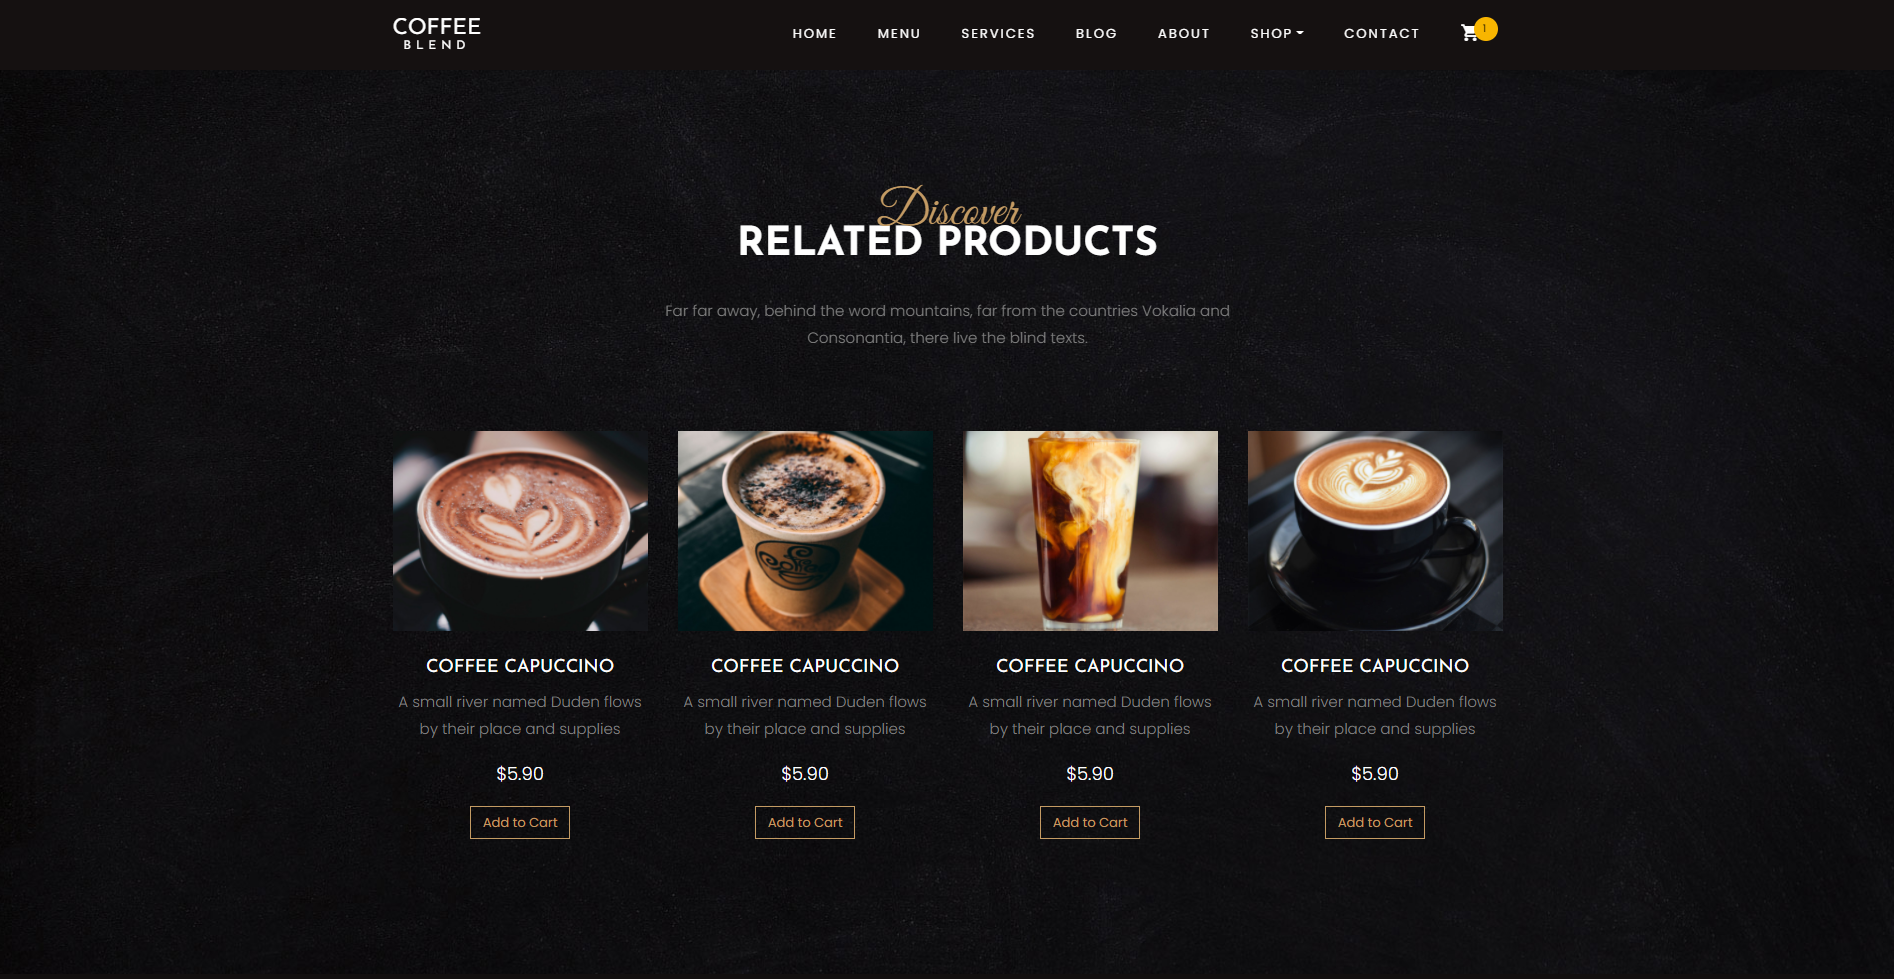 COFFEE
BLEND
HOME MENU SERVICES BLOG ABOUT SHOP CONTACT 1
Discover
RELATED PRODUCTS
Far far away, behind the word mountains, far from the countries Vokalia and
Consonantia, there live the blind texts.
COFFEE CAPUCCINO
A small river named Duden flows
by their place and supplies
$5.90
Add to Cart
COFFEE CAPUCCINO
A small river named Duden flows
by their place and supplies
$5.90
Add to Cart
COFFEE CAPUCCINO
A small river named Duden flows
by their place and supplies
$5.90
Add to Cart
COFFEE CAPUCCINO
A small river named Duden flows
by their place and supplies
$5.90
Add to Cart